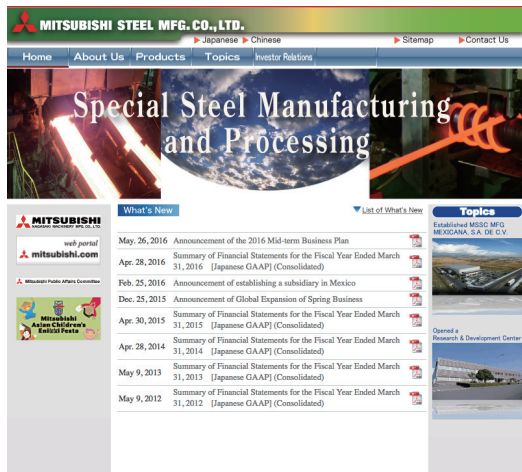 MITSUBISHI STEEL MFG. CO., LTD.
Japanese Chinese Sitemap Contact Us
Home About Us Products Topics Investor Relations
Special Steel Manufacturing
and Processing
MITSUBISHI
NAGASAKI MACHINERY MFG. CO., LTD.
web portal
mitsubishi.com
Mitsubishi Public Affairs Committee
Mitsubishi
Asian Children's
Enikki Festa
What's New
List of What's New
May. 26, 2016 Announcement of the 2016 Mid-term Business Plan
Apr. 28, 2016 Summary of Financial Statements for the Fiscal Year Ended March
31, 2016 [Japanese GAAP] (Consolidated)
Feb. 25, 2016 Announcement of establishing a subsidiary in Mexico
Dec. 25, 2015 Announcement of Global Expansion of Spring Business
Apr. 30, 2015 Summary of Financial Statements for the Fiscal Year Ended March
31, 2015 [Japanese GAAP] (Consolidated)
Apr. 28, 2014 Summary of Financial Statements for the Fiscal Year Ended March
31, 2014 [Japanese GAAP] (Consolidated)
May 9, 2013 Summary of Financial Statements for the Fiscal Year Ended March
31, 2013 [Japanese GAAP] (Consolidated)
May 9, 2012 Summary of Financial Statements for the Fiscal Year Ended March
31, 2012 [Japanese GAAP] (Consolidated)
Topics
Established MSSC MFG
MEXICANA, S.A. DE C.V.
Opened a
Research & Development Center